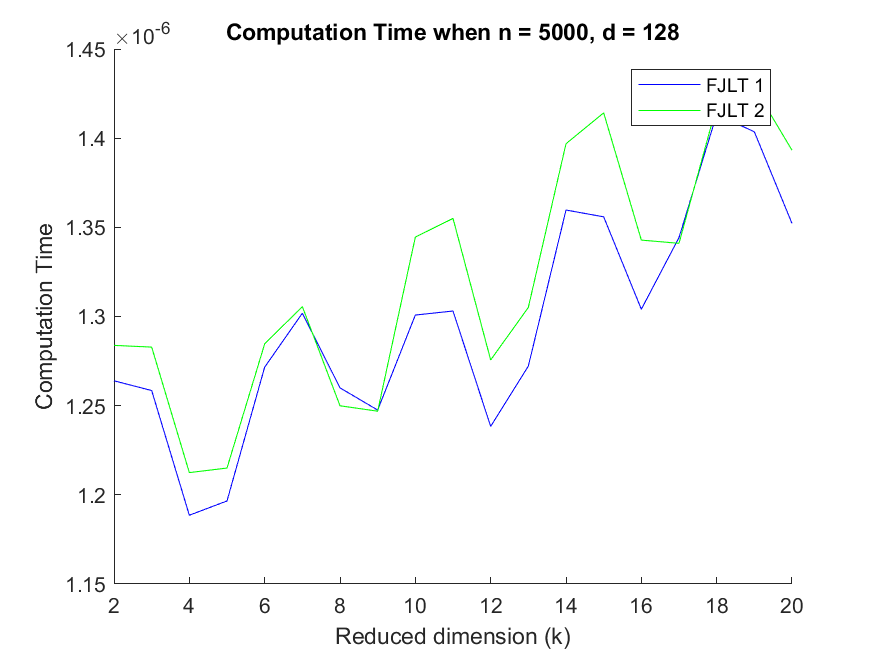 Computation Time when n = 5000, d = 128
×10-6
1.45
1.4
1.35
1.3
1.25
1.2
1.15
Computation Time
FJLT 1
FJLT 2
2 4 6 8 10 12 14 16 18 20
Reduced dimension (k)